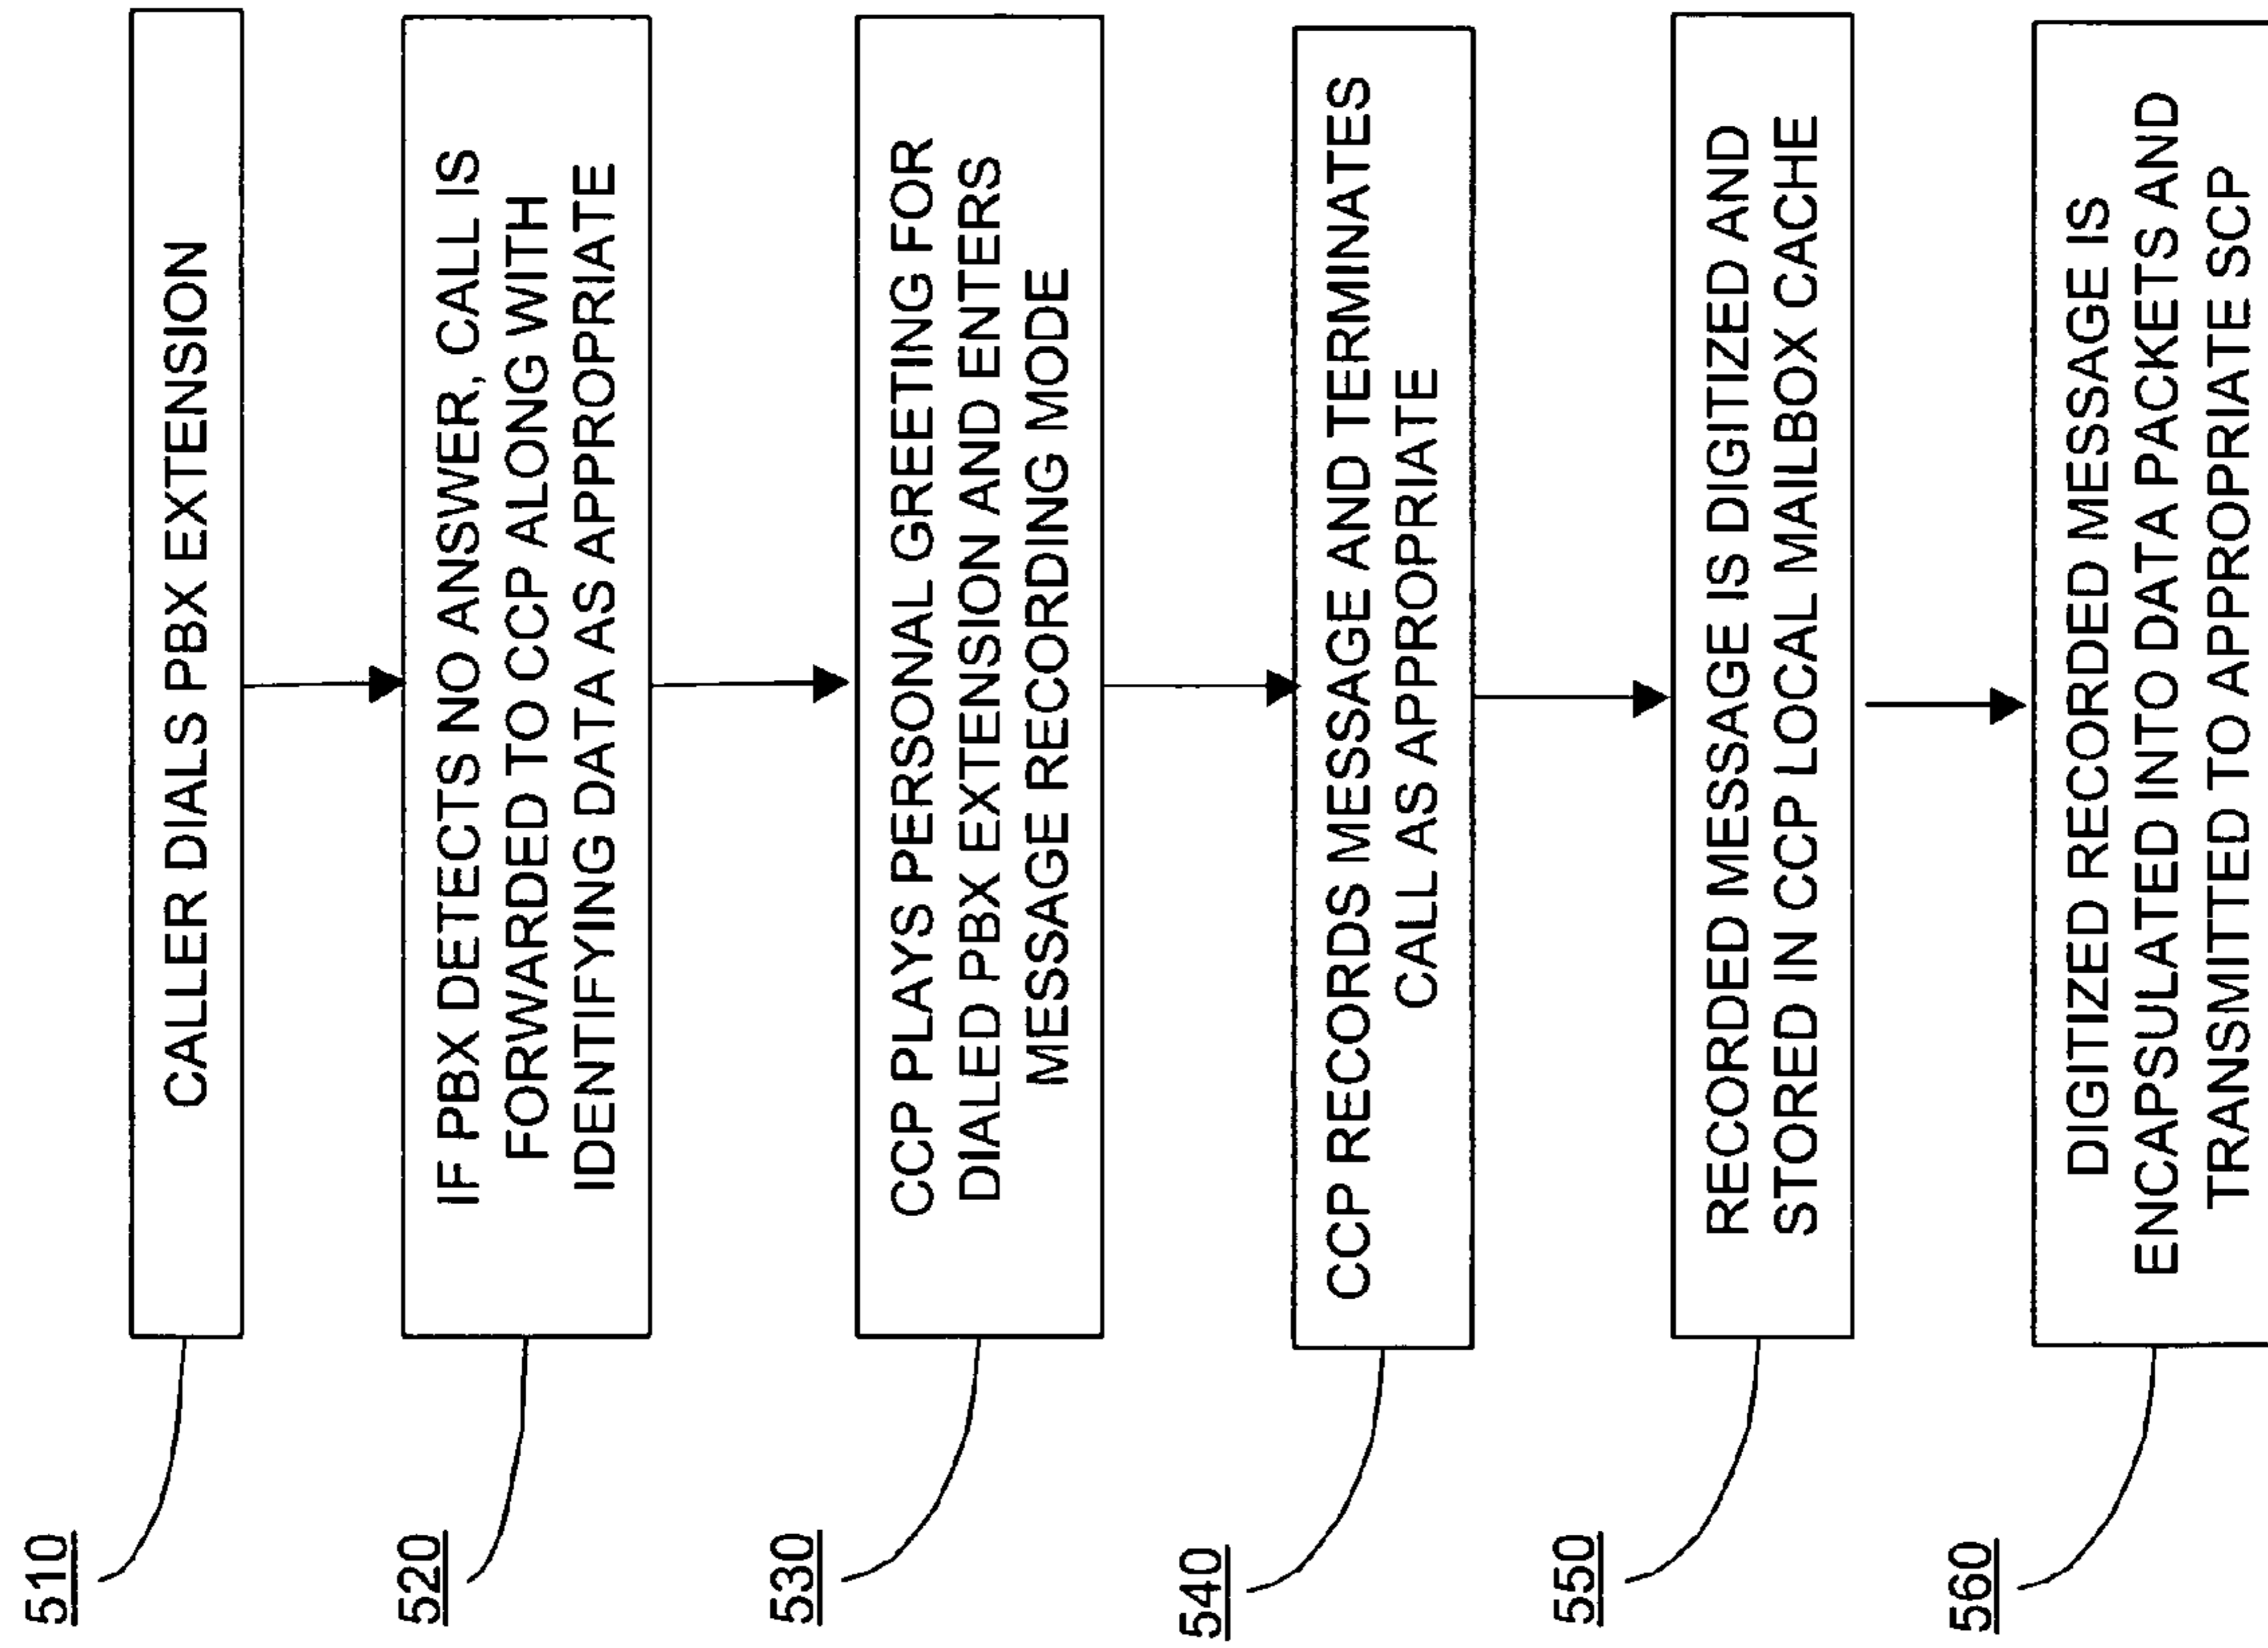 510
CALLER DIALS PBX EXTENSION
520
IF PBX DETECTS NO ANSWER, CALL IS
FORWARDED TO CCP ALONG WITH
IDENTIFYING DATA AS APPROPRIATE
530
CCP PLAYS PERSONAL GREETING FOR
DIALED PBX EXTENSION AND ENTERS
MESSAGE RECORDING MODE
540
CCP RECORDS MESSAGE AND TERMINATES
CALL AS APPROPRIATE
550
RECORDED MESSAGE IS DIGITIZED AND
STORED IN CCP LOCAL MAILBOX CACHE
560
DIGITIZED RECORDED MESSAGE IS
ENCAPSULATED INTO DATA PACKETS AND
TRANSMITTED TO APPROPRIATE SCP